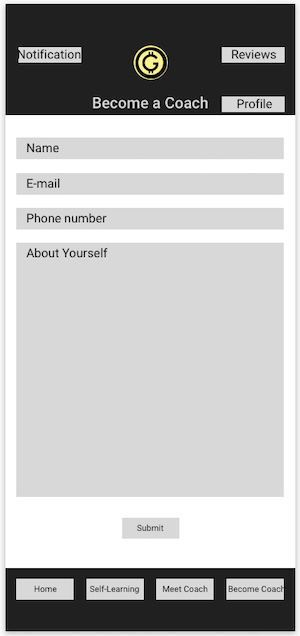 Notification
Reviews
G
Become a Coach
Profile
Name
E-mail
Phone number
About Yourself
Submit
Home
Self-Learning
Meet Coach
Become Coach